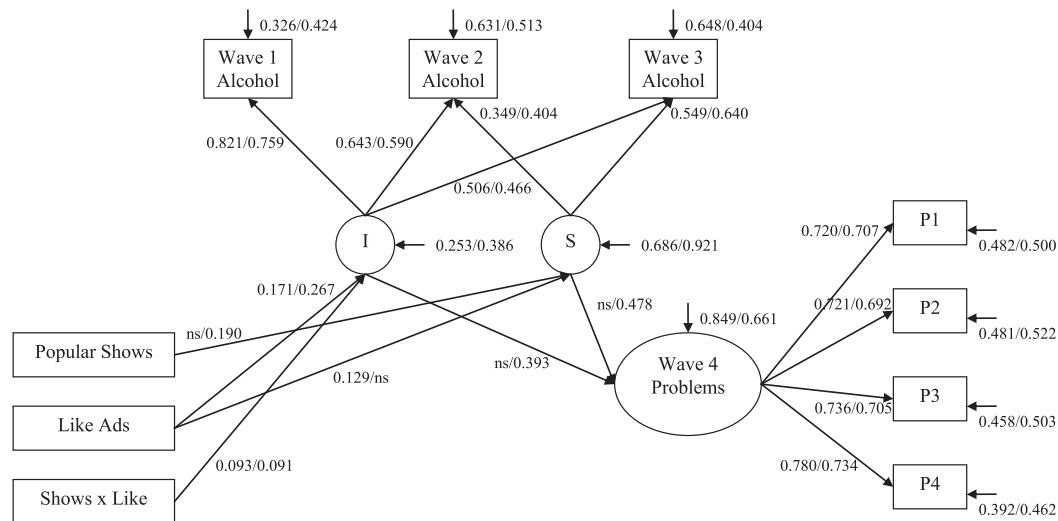 0.326/0.424
0.631/0.513
0.648/0.404
Wave 1
Alcohol
Wave 2
Alcohol
Wave 3
Alcohol
0.821/0.759
0.643/0.590
0.349/0.404
0.549/0.640
0.506/0.466
I
0.253/0.386
S
0.686/0.921
P1
0.720/0.707
0.482/0.500
0.171/0.267
ns/0.190
ns/0.478
0.849/0.661
0.721/0.692
P2
0.481/0.522
Popular Shows
0.129/ns
ns/0.393
Wave 4
Problems
Like Ads
0.736/0.705
P3
0.458/0.503
0.093/0.091
0.780/0.734
Shows x Like
P4
0.392/0.462